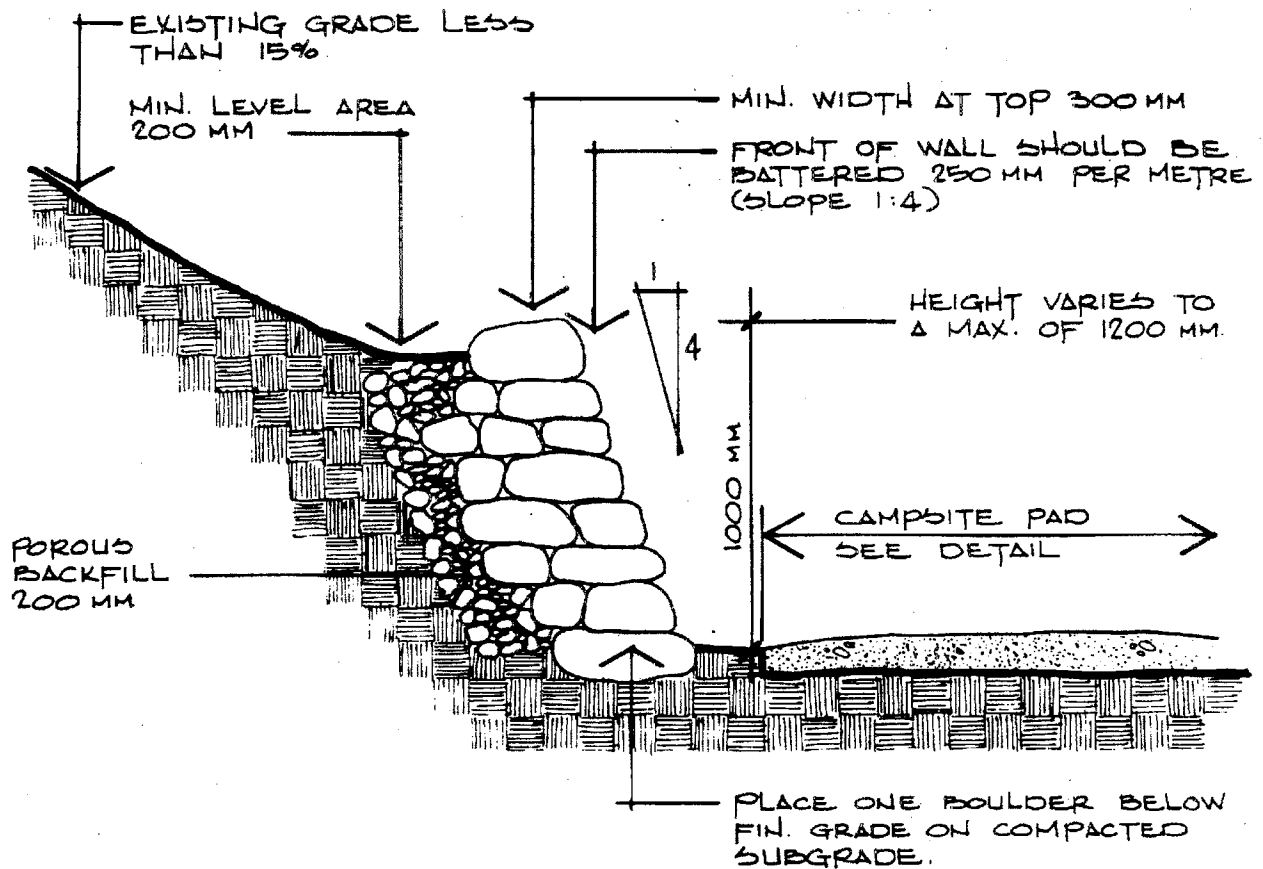 EXISTING GRADE LESS
THAN 15%
MIN. LEVEL AREA
200 MM
MIN. WIDTH AT TOP 300 MM
FRONT OF WALL SHOULD BE
BATTERED 250 MM PER METRE
(SLOPE 1:4)
1
4
HEIGHT VARIES TO
A MAX. OF 1200 MM.
1000 MM
CAMPSITE PAD
SEE DETAIL
POROUS
BACKFILL
200 MM
PLACE ONE BOULDER BELOW
FIN. GRADE ON COMPACTED
SUBGRADE.